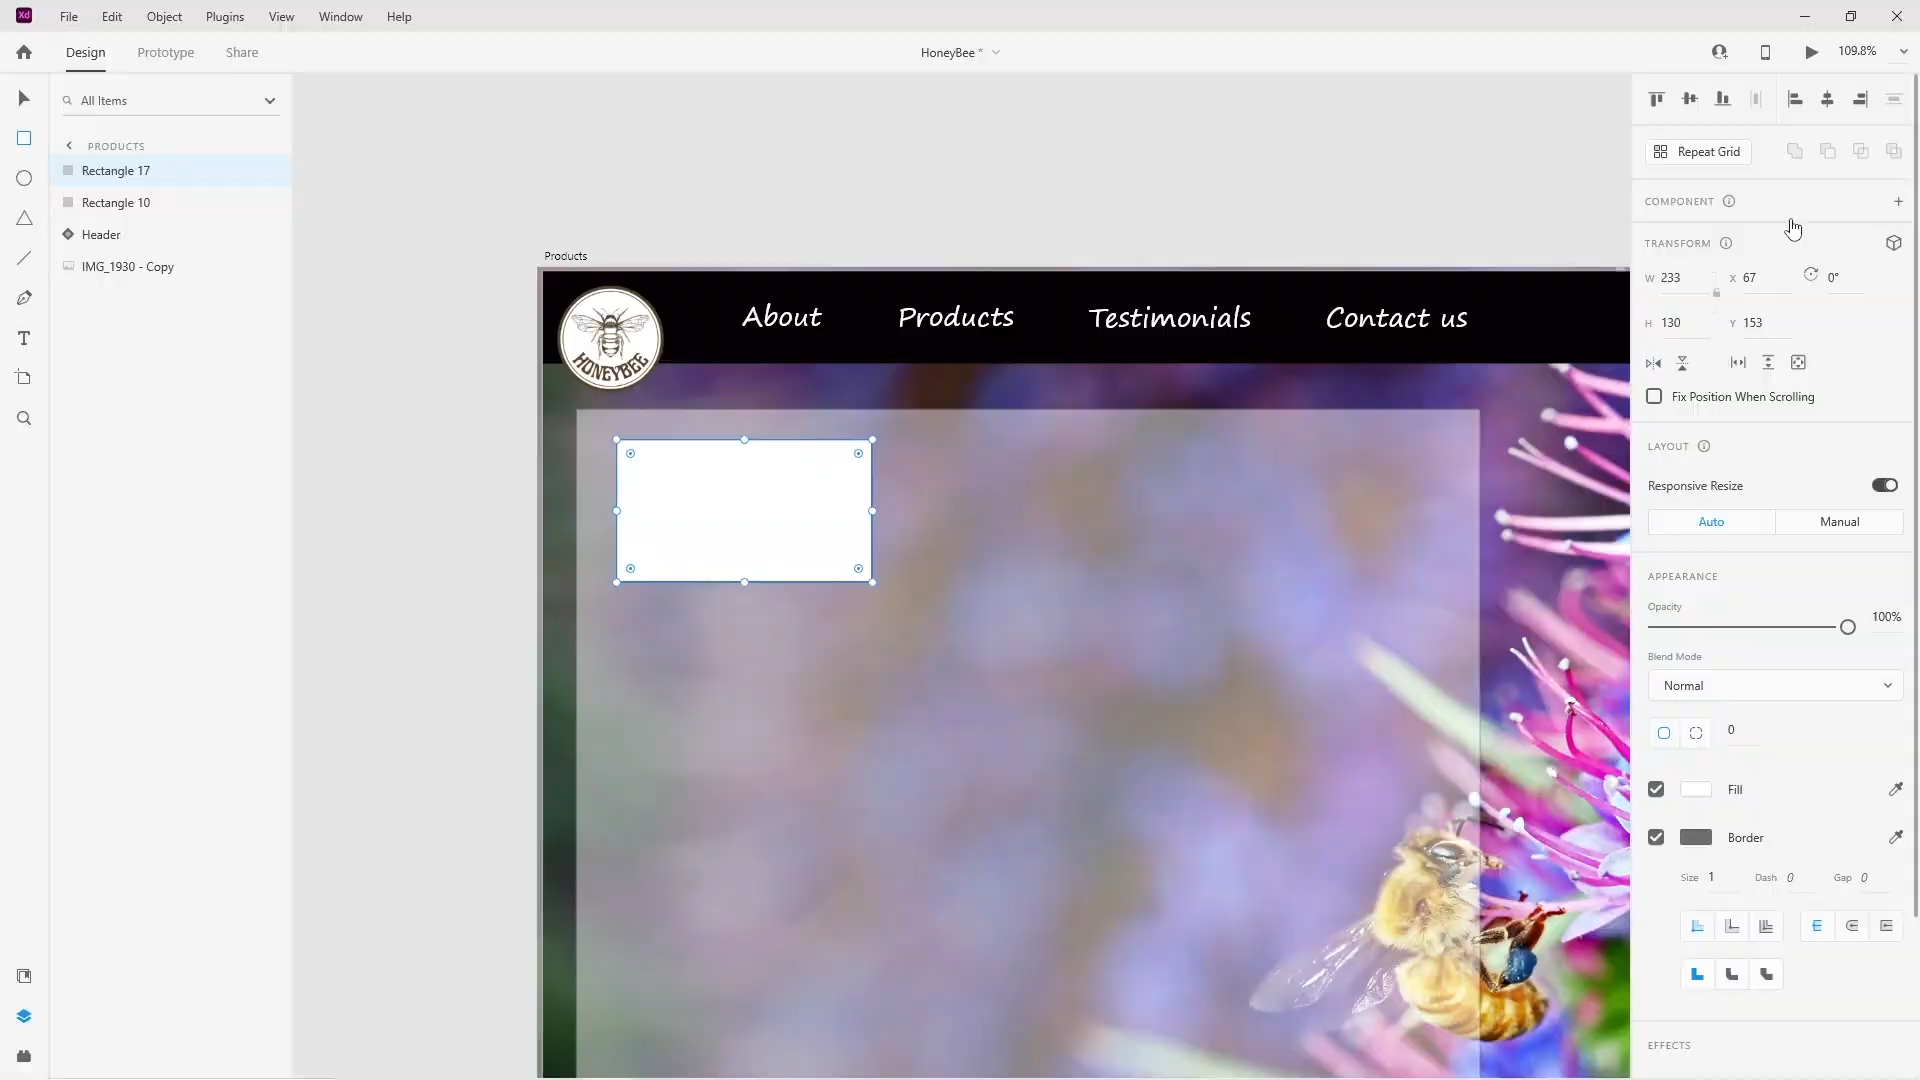 Xd File Edit Object Plugins View Window Help
Design Prototype Share HoneyBee * 109.8%
All Items
PRODUCTS
Rectangle 17
Rectangle 10
Header
IMG_1930 - Copy
Products
HONEYBEE
About Products Testimonials Contact us
Repeat Grid
COMPONENT
TRANSFORM
W 233 X 67 0°
H 130 Y 153
Fix Position When Scrolling
LAYOUT
Responsive Resize
Auto Manual
APPEARANCE
Opacity
100%
Blend Mode
Normal
0
Fill
Border
Size 1 Dash 0 Gap 0
EFFECTS